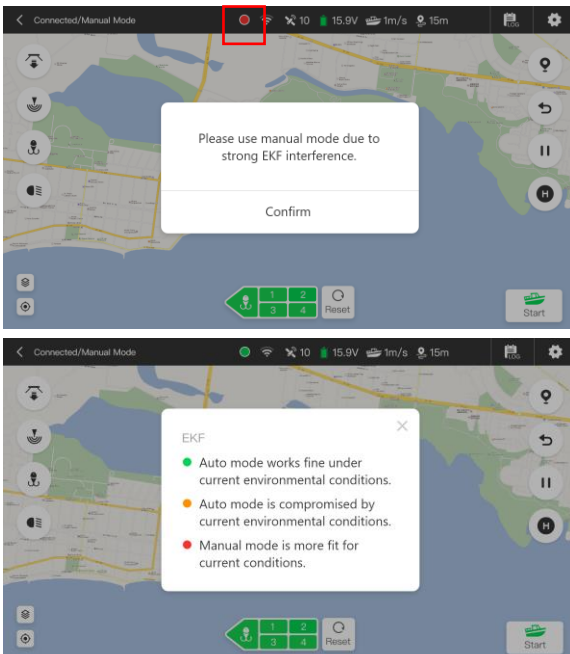 Connected/Manual Mode
10
15.9V
1m/s
15m
LOG
Please use manual mode due to
strong EKF interference.
Confirm
H
1 2
3 4
Reset
Start
Connected/Manual Mode
10
15.9V
1m/s
15m
LOG
EKF
Auto mode works fine under
current environmental conditions.
Auto mode is compromised by
current environmental conditions.
Manual mode is more fit for
current conditions.
H
1 2
3 4
Reset
Start